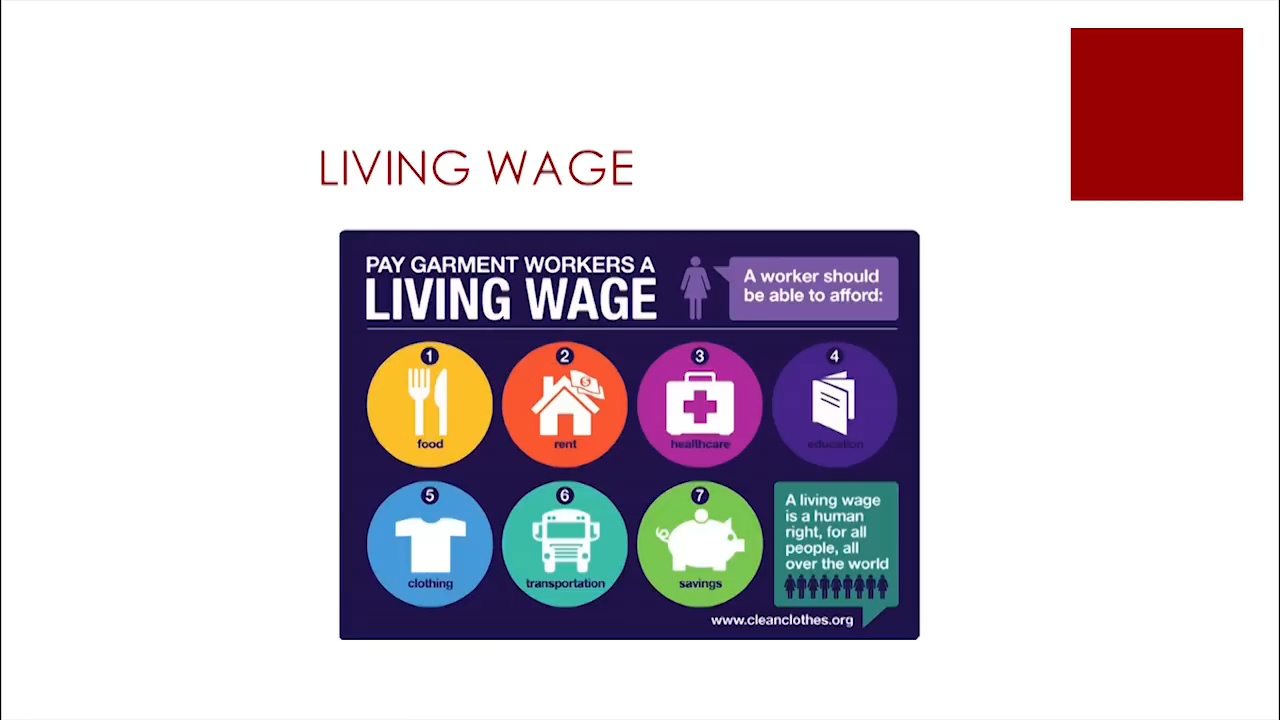 LIVING WAGE
PAY GARMENT WORKERS A
LIVING WAGE
A worker should
be able to afford:
1
food
2
rent
3
healthcare
4
education
5
clothing
6
transportation
7
savings
A living wage
is a human
right, for all
people, all
over the world
www.cleanclothes.org